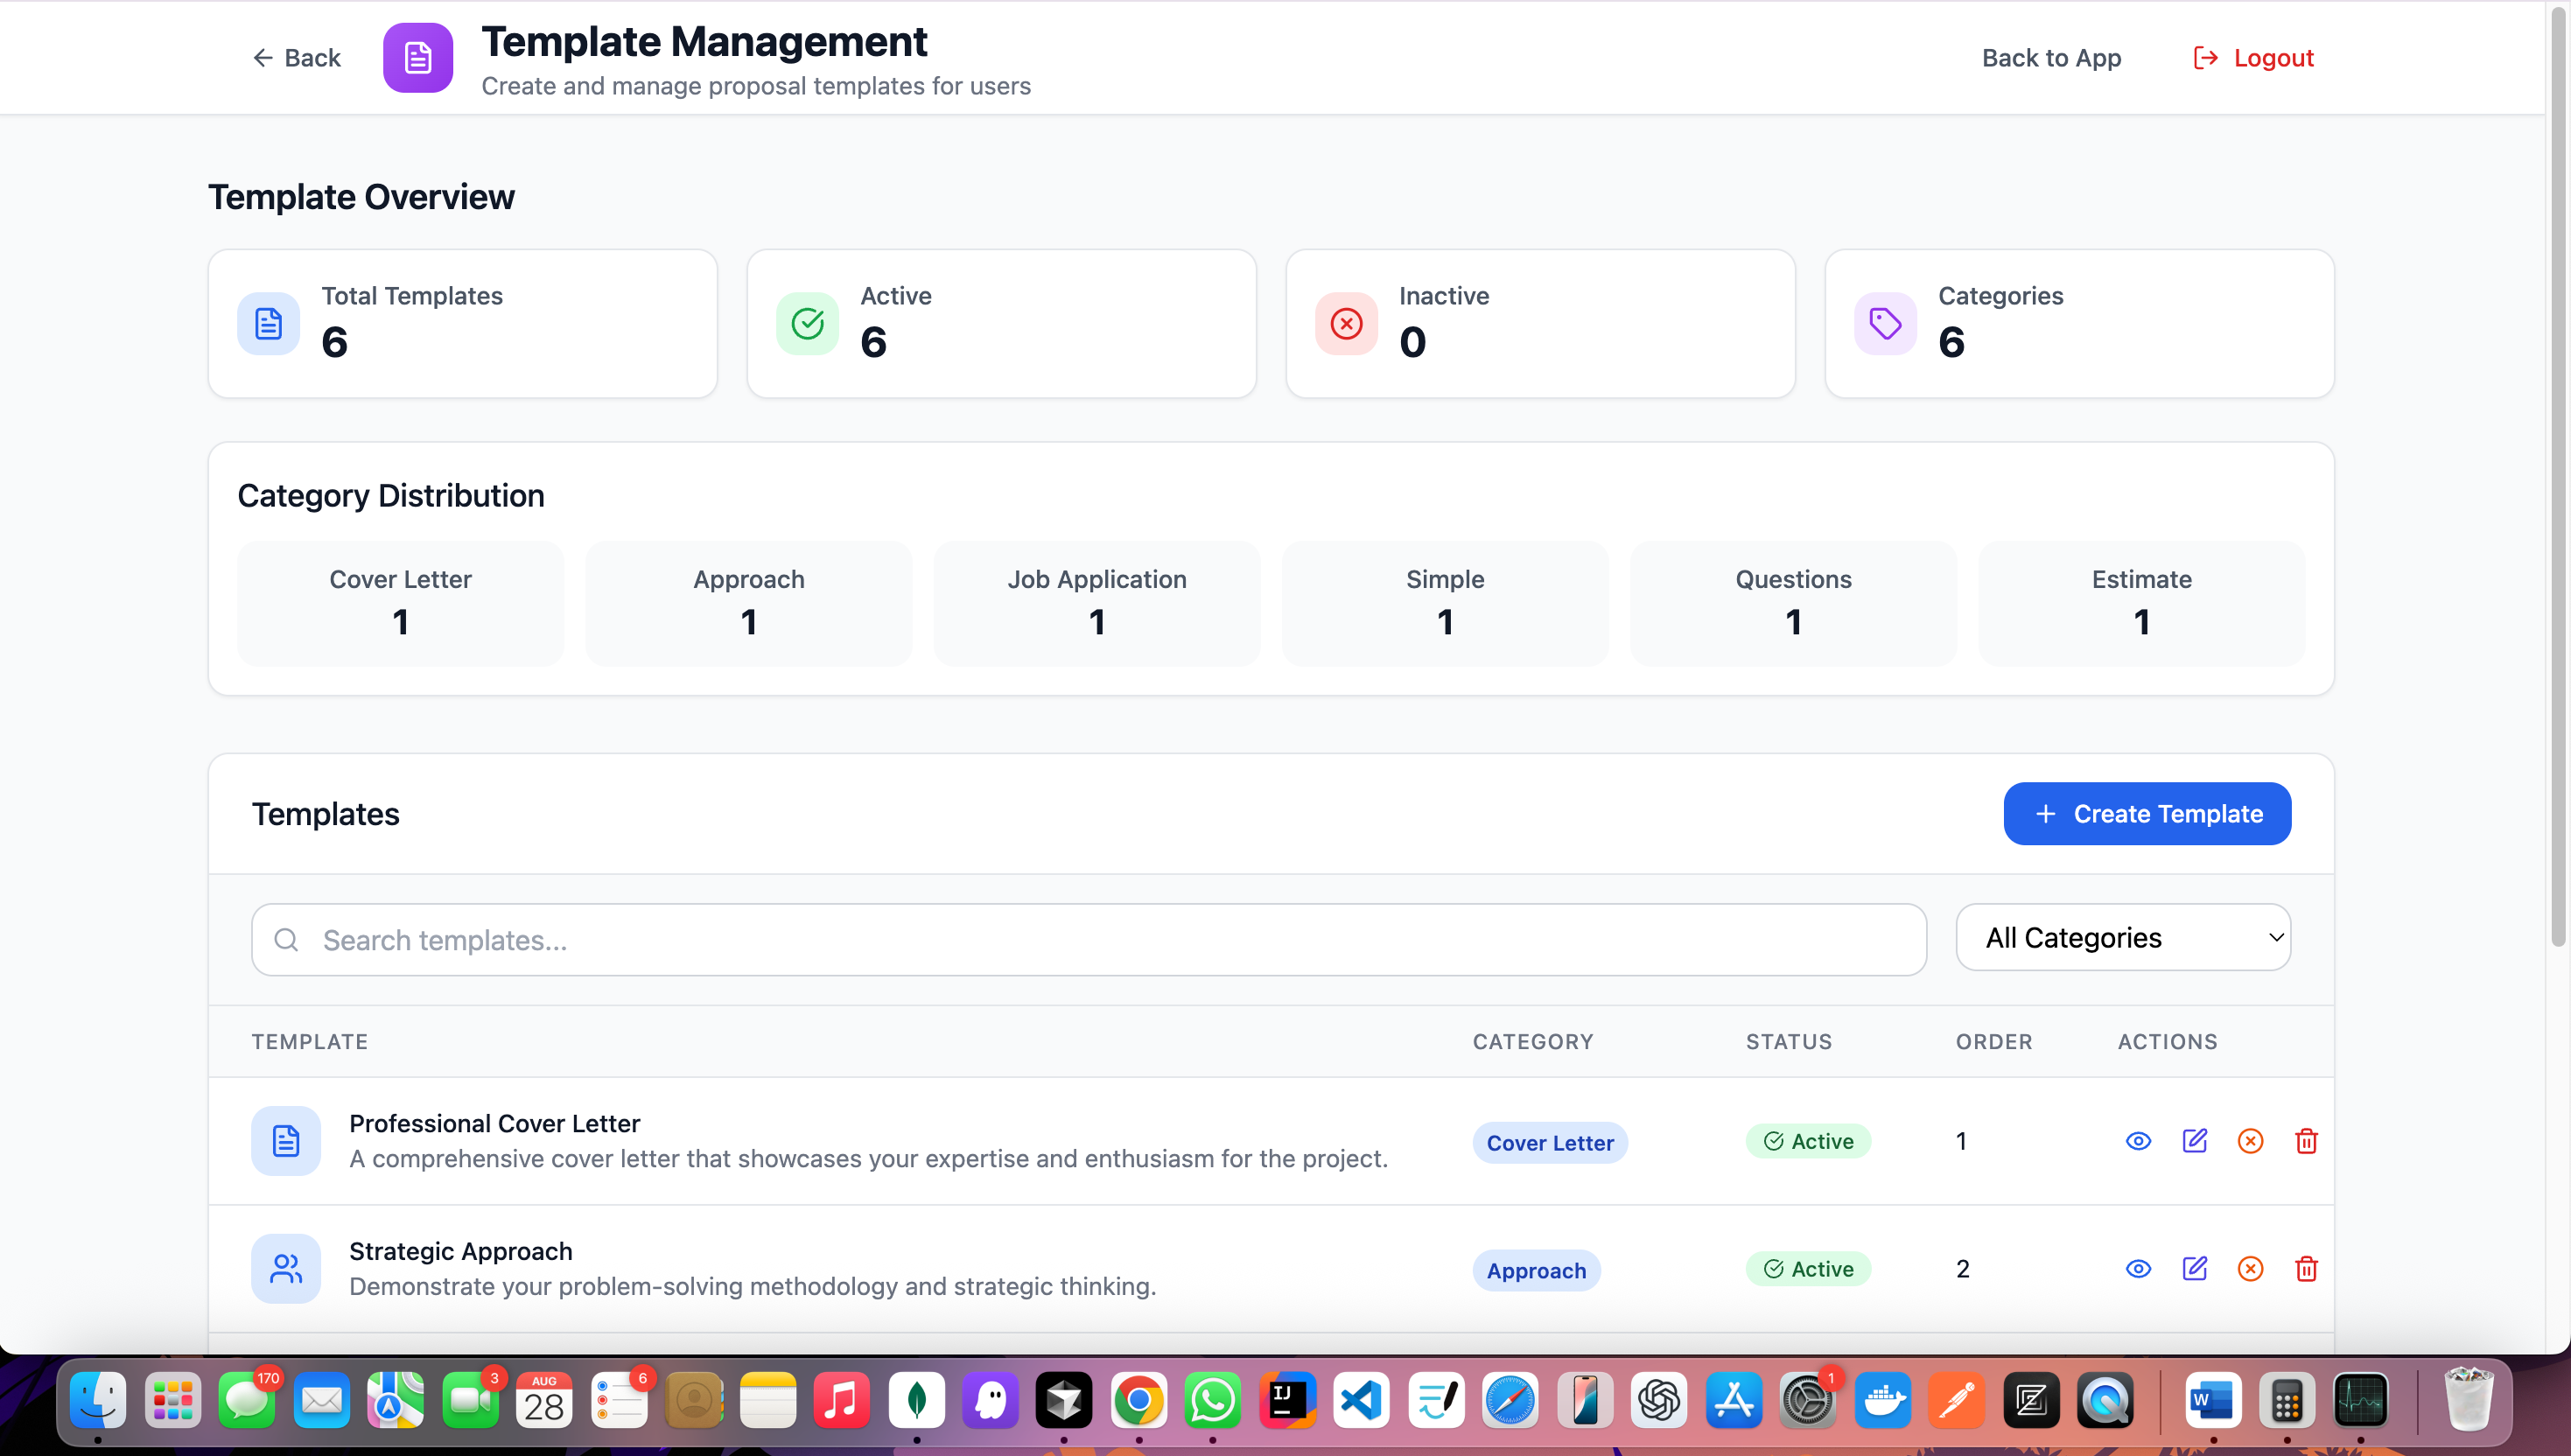 Back
Template Management
Create and manage proposal templates for users
Back to App
Logout
Template Overview
Total Templates
6
Active
6
Inactive
0
Categories
6
Category Distribution
Cover Letter
1
Approach
1
Job Application
1
Simple
1
Questions
1
Estimate
1
Templates
Create Template
Search templates...
All Categories
TEMPLATE CATEGORY STATUS ORDER ACTIONS
Professional Cover Letter
A comprehensive cover letter that showcases your expertise and enthusiasm for the project.
Cover Letter
Active
1
Strategic Approach
Demonstrate your problem-solving methodology and strategic thinking.
Approach
Active
2
170
3
AUG
28
6
IJ
1
W